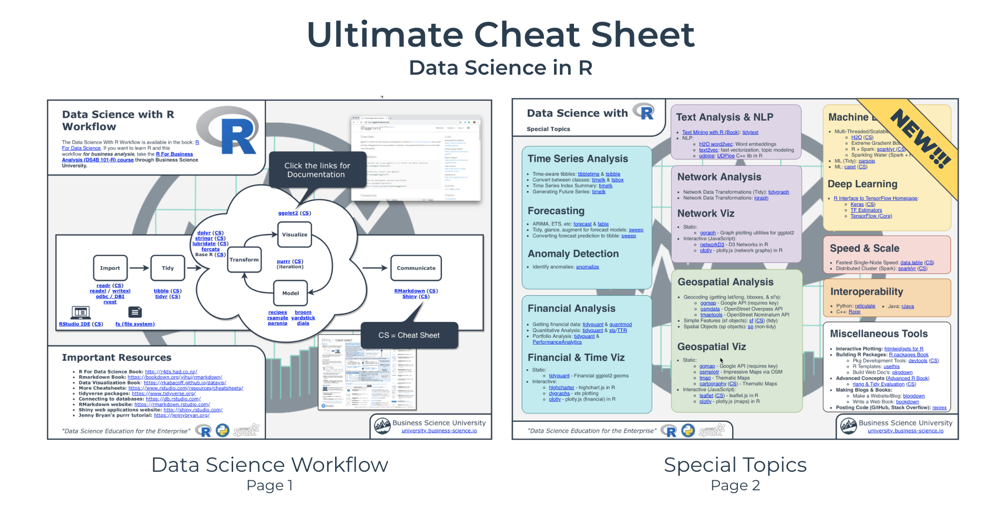 Ultimate Cheat Sheet
Data Science in R
Data Science with R
Workflow
The Data Science With R Workflow is available in the book: R
For Data Science. If you want to learn R and this
workflow for business analysis, take the R For Business
Analysis (DS4B 101-R) course through Business Science
University.
Click the links for
Documentation
ggplot2 (CS)
Visualize
dplyr (CS)
stringr (CS)
lubridate (CS)
forcats
Base R (CS)
Transform
purrr (CS)
(iteration)
Model
Import
Tidy
Communicate
readr (CS)
readxl / writexl
odbc / DBI
rvest
tibble (CS)
tidyr (CS)
RMarkdown (CS)
Shiny (CS)
recipes
rsample
parsnip
broom
yardstick
dials
RStudio IDE (CS)
fs (file system)
CS = Cheat Sheet
Important Resources
R For Data Science Book: http://r4ds.had.co.nz/
Rmarkdown Book: https://bookdown.org/yihui/rmarkdown/
More Cheatsheets: https://www.rstudio.com/resources/cheatsheets/
tidyverse packages: https://www.tidyverse.org/
Connecting to databases: https://db.rstudio.com/
RMarkdown website: https://rmarkdown.rstudio.com/
Shiny web applications website: http://shiny.rstudio.com/
Jenny Bryan's purrr tutorial: https://jennybryan.org/
"Data Science Education for the Enterprise"
Business Science University
university.business-science.io
Data Science Workflow
Page 1
Data Science with R
Special Topics
Time Series Analysis
Time-aware tibbles: tibbletime & tsibble
Convert between classes: timetk & tsbox
Time Series Index Summary: timetk
Generating Future Series: timetk
Forecasting
ARIMA, ETS, etc: forecast & fable
Tidy, glance, augment for forecast models: sweep
Converting forecast prediction to tibble: sweep
Anomaly Detection
Identify anomalies: anomalize
Financial Analysis
Getting financial data: tidyquant & quantmod
Quantitative Analysis: tidyquant & xts/TTR
Portfolio Analysis: tidyquant &
PerformanceAnalytics
Financial & Time Viz
Static:
tidyquant - Financial ggplot2 geoms
Interactive:
highcharter - highchart.js in R
dygraphs - xts plotting
plotly - plotly.js (financial) in R
Text Analysis & NLP
Text Mining with R (Book): tidytext
NLP:
H2O word2vec: Word embeddings
text2vec: fast vectorization, topic modeling
udpipe: UDPipe C++ lib in R
Network Analysis
Network Data Transformations (Tidy): tidygraph
Network Data Transformations: igraph
Network Viz
Static:
ggraph - Graph plotting utilities for ggplot2
Interactive (JavaScript):
networkD3 - D3 Networks in R
plotly - plotly.js (network graphs) in R
Geospatial Analysis
Geocoding (getting lat/long, bboxes, & sf's):
ggmap - Google API (requires key)
osmdata - OpenStreet Overpass API
tmaptools - OpenStreet Nominatum API
Simple Features (sf objects): sf (CS) (tidy)
Spatial Objects (sp objects): sp (non-tidy)
Geospatial Viz
Static:
ggmap - Google API (requires key)
osmplotr - Impressive Maps via OSM
tmap - Thematic Maps
cartography (CS) - Thematic Maps
Interactive (JavaScript):
leaflet (CS) - leaflet.js in R
plotly - plotly.js (maps) in R
NEW!!!
Multi-Threaded/Scalable
H2O (CS)
Extreme Gradient
R + Spark: sparklyr (CS)
Sparkling Water (Spark +
ML (Tidy): parsnip
ML: caret (CS)
Deep Learning
R Interface to TensorFlow Homepage:
Keras (CS)
TF Estimators
TensorFlow (Core)
Speed & Scale
Fastest Single-Node Speed: data.table (CS)
Distributed Cluster (Spark): sparklyr (CS)
Interoperability
Python: reticulate
Java: rJava
C++: Rcpp
Miscellaneous Tools
Interactive Plotting: htmlwidgets for R
Building R Packages: R packages Book
Pkg Development Tools: devtools (CS)
R Templates: usethis
Build Web Doc's: pkgdown
Advanced Concepts (Advanced R Book)
rlang & Tidy Evaluation (CS)
Making Blogs & Books:
Make a Website/Blog: blogdown
Write a Web Book: bookdown
Posting Code (GitHub, Stack Overflow): reprex
"Data Science Education for the Enterprise"
Business Science University
university.business-science.io
Special Topics
Page 2